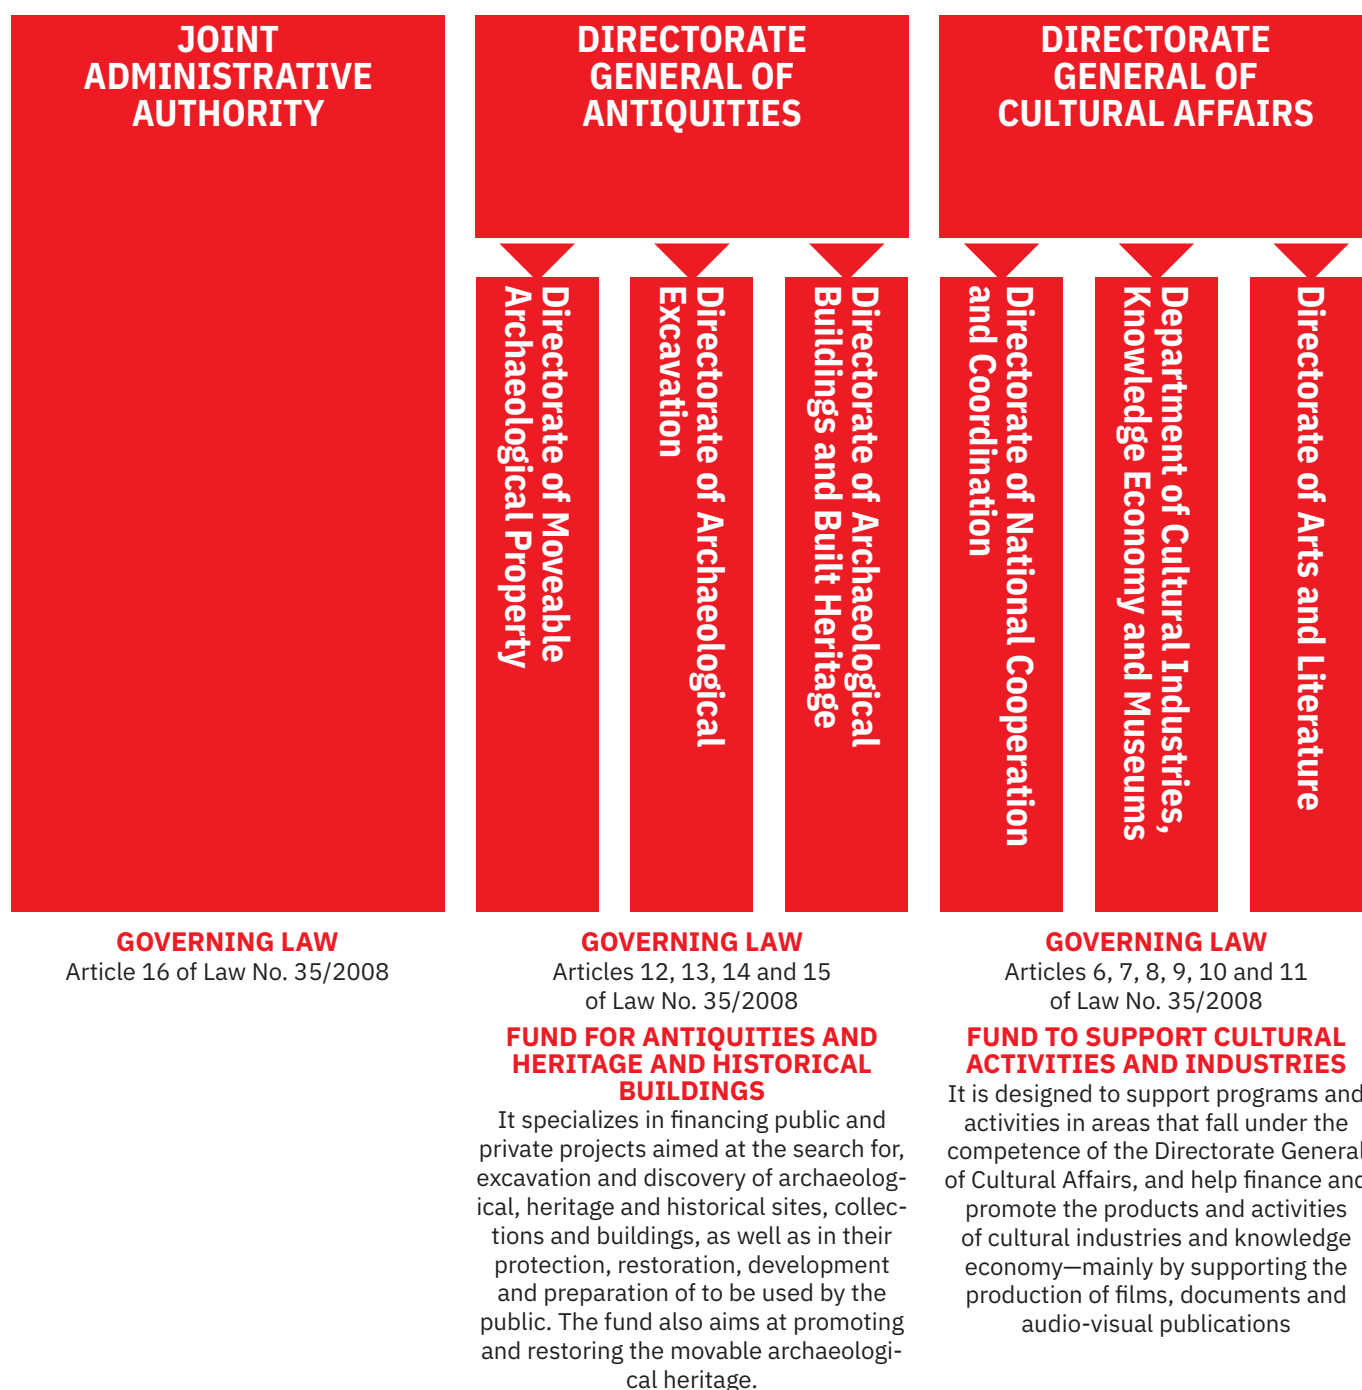 JOINT
ADMINISTRATIVE
AUTHORITY
GOVERNING LAW
Article 16 of Law No. 35/2008
DIRECTORATE
GENERAL OF
ANTIQUITIES
Directorate of Moveable
Archaeological Property
Directorate of Archaeological
Excavation
Directorate of Archaeological
Buildings and Built Heritage
GOVERNING LAW
Articles 12, 13, 14 and 15
of Law No. 35/2008
FUND FOR ANTIQUITIES AND
HERITAGE AND HISTORICAL
BUILDINGS
It specializes in financing public and
private projects aimed at the search for,
excavation and discovery of archaeolog-
ical, heritage and historical sites, collec-
tions and buildings, as well as in their
protection, restoration, development
and preparation of to be used by the
public. The fund also aims at promoting
and restoring the movable archaeologi-
cal heritage.
DIRECTORATE
GENERAL OF
CULTURAL AFFAIRS
Directorate of National Cooperation
and Coordination
Department of Cultural Industries,
Knowledge Economy and Museums
Directorate of Arts and Literature
GOVERNING LAW
Articles 6, 7, 8, 9, 10 and 11
of Law No. 35/2008
FUND TO SUPPORT CULTURAL
ACTIVITIES AND INDUSTRIES
It is designed to support programs and
activities in areas that fall under the
competence of the Directorate General
of Cultural Affairs, and help finance and
promote the products and activities
of cultural industries and knowledge
economy—mainly by supporting the
production of films, documents and
audio-visual publications